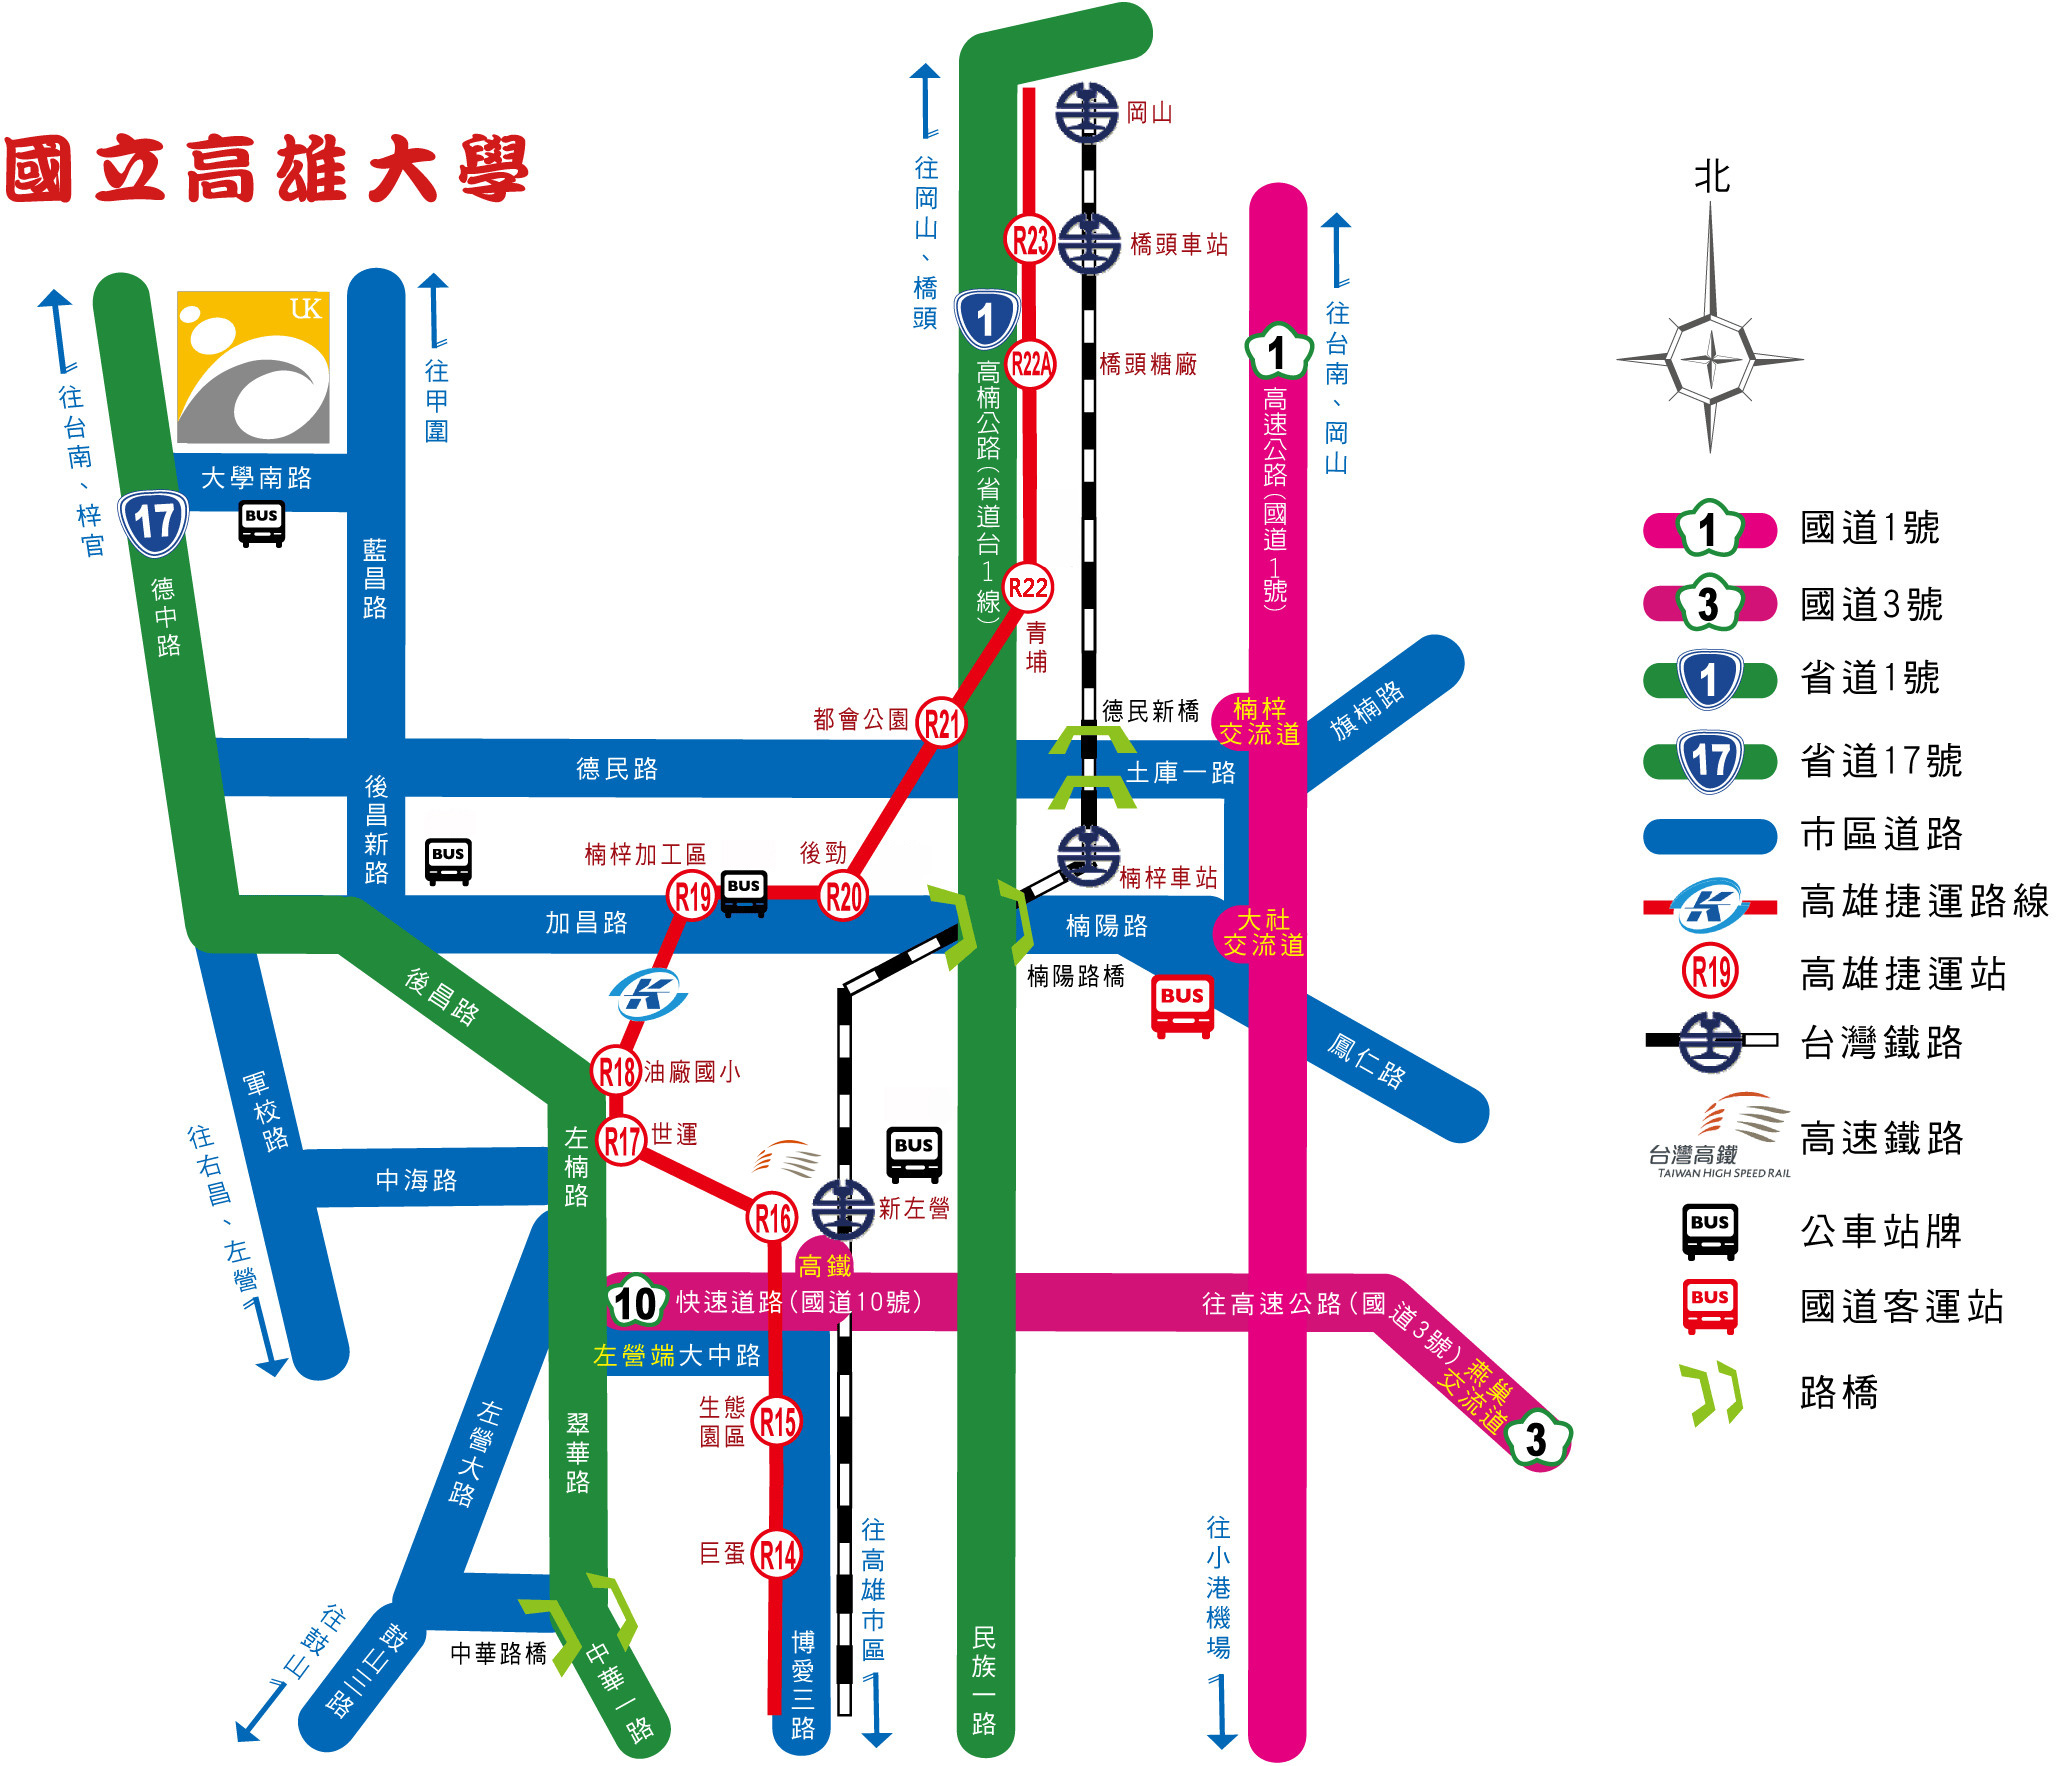 國立高雄大學
UK
往台南、梓官
往甲圍
往岡山、橋頭
往台南、岡山
17
1
1
大學南路
BUS
德中路
藍昌路
後昌新路
高楠公路(省道台1線)
高速公路(國道1號)
岡山
R23
橋頭車站
R22A
橋頭糖廠
R22
青埔
都會公園
R21
德民新橋
楠梓
交流道
旗楠路
德民路
土庫一路
BUS
楠梓加工區
R19
BUS
後勁
R20
楠梓車站
加昌路
楠陽路
大社
交流道
楠陽路橋
BUS
鳳仁路
後昌路
K
R18
油廠國小
R17
世運
軍校路
往右昌、左營
中海路
左楠路
R16
BUS
新左營
高鐵
10
快速道路(國道10號)
往高速公路(國道3號)
燕巢
交流道
3
左營端大中路
生態
園區
R15
左營大路
翠華路
巨蛋
R14
往高雄市區
往小港機場
往鼓山
鼓山三路
中華路橋
中華一路
博愛三路
民族一路
北
1
國道1號
3
國道3號
1
省道1號
17
省道17號
市區道路
K
高雄捷運路線
R19
高雄捷運站
台灣鐵路
台灣高鐵
TAIWAN HIGH SPEED RAIL
高速鐵路
BUS
公車站牌
BUS
國道客運站
路橋